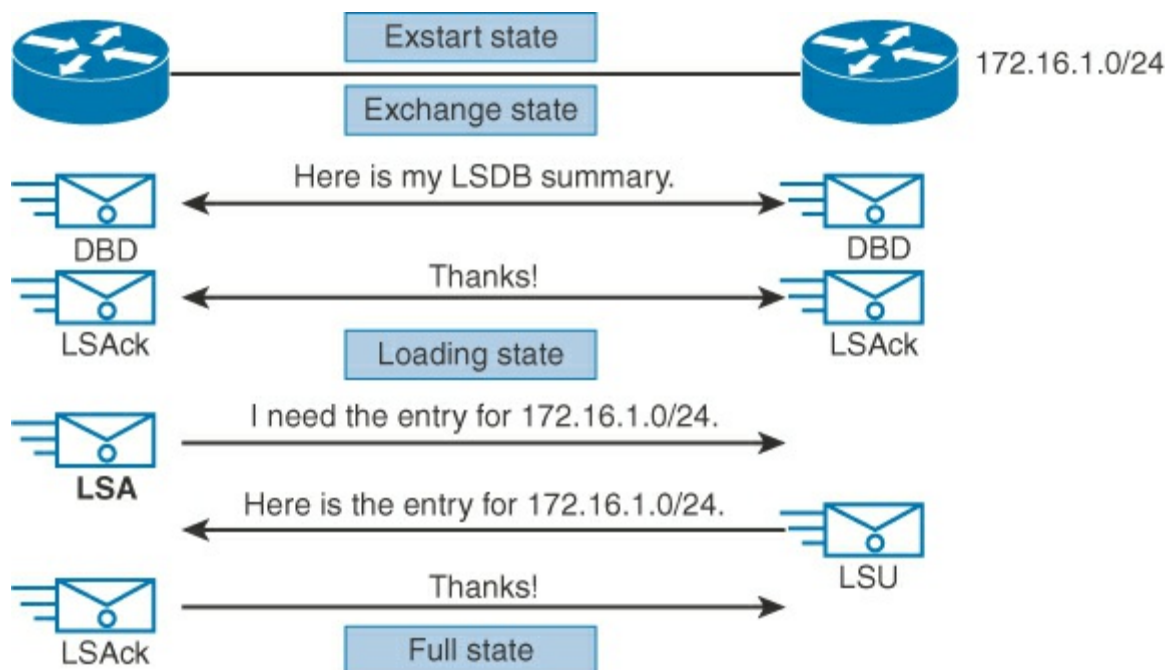 Exstart state
172.16.1.0/24
Exchange state
Here is my LSDB summary.
DBD
DBD
Thanks!
LSAck
LSAck
Loading state
I need the entry for 172.16.1.0/24.
LSA
Here is the entry for 172.16.1.0/24.
LSU
Thanks!
LSAck
Full state